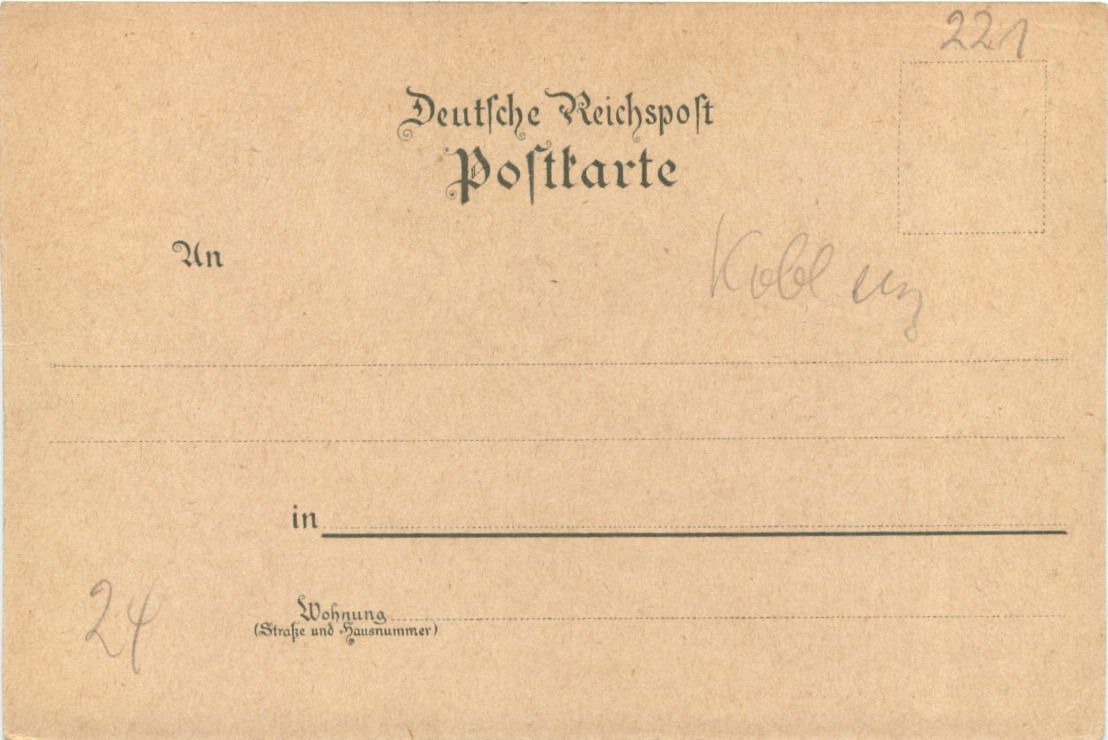 221
Deutſche Reichspoſt
Poſtkarte
An
Koblenz
in
Wohnung
(Straße und Hausnummer)
24